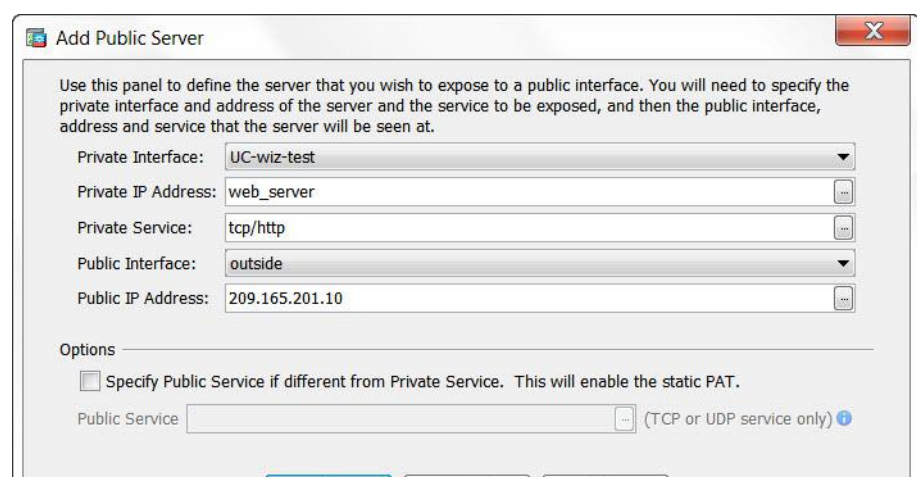 Add Public Server
X
Use this panel to define the server that you wish to expose to a public interface. You will need to specify the
private interface and address of the server and the service to be exposed, and then the public interface,
address and service that the server will be seen at.
Private Interface: UC-wiz-test
Private IP Address: web_server ...
Private Service: tcp/http ...
Public Interface: outside
Public IP Address: 209.165.201.10 ...
Options
Specify Public Service if different from Private Service. This will enable the static PAT.
Public Service ... (TCP or UDP service only) i